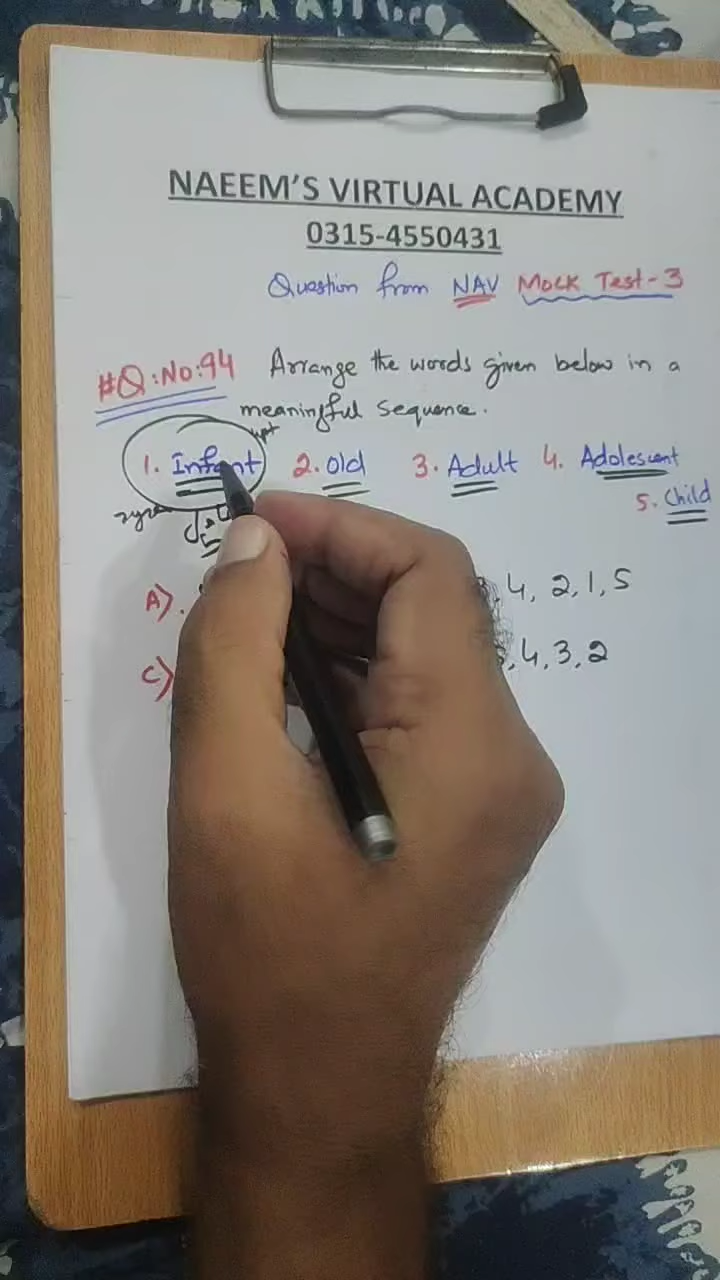 NAEEM'S VIRTUAL ACADEMY
0315-4550431
Question from NAV Mock Test-3
#Q:No:94 Arrange the words given below in a
meaningful sequence.
1. Infant 2. Old 3. Adult 4. Adolescent
5. Child
A). 4, 2, 1, 5
C) 4, 3, 2